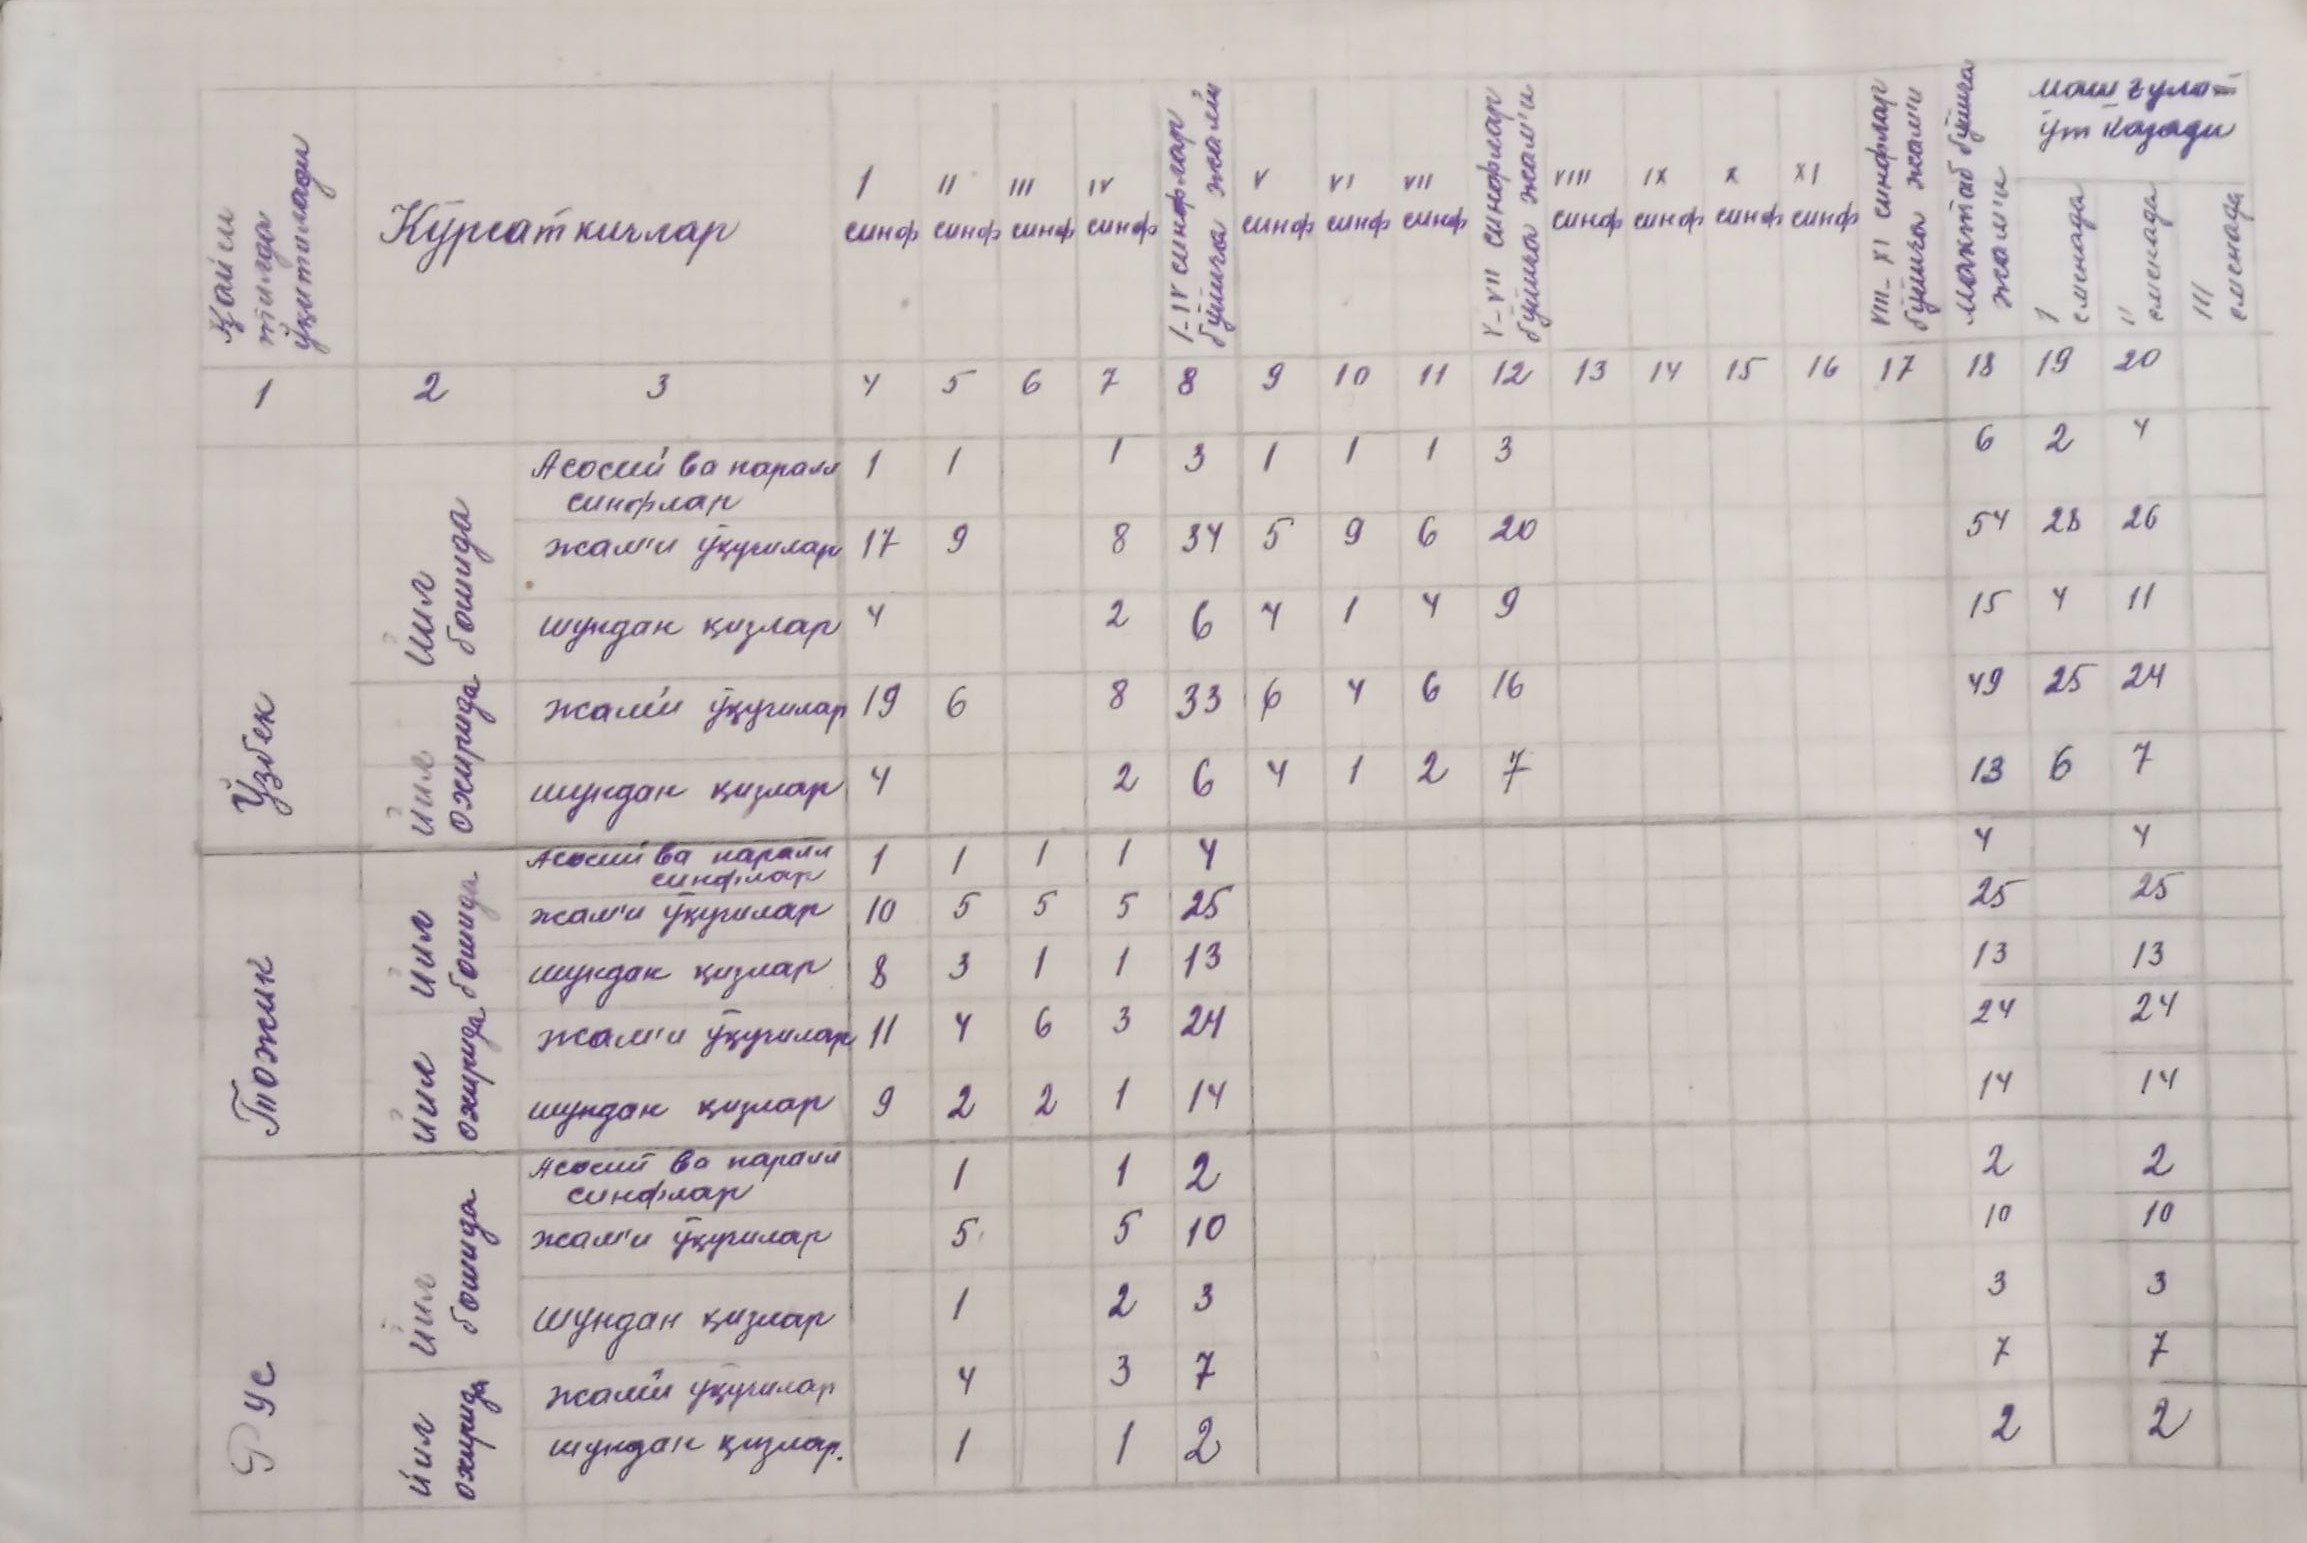 Қайси тилда ўқитилади | Кўрсаткичлар | I синф | II синф | III синф | IV синф | I-IV синфлар бўйича жами | V синф | VI синф | VII синф | V-VII синфлар бўйича жами | VIII синф | IX синф | X синф | XI синф | VIII-XI синфлар бўйича жами | Мактаб бўйича жами | машғуло- ўтказади | I сменада | II сменада | III сменада
1 2 3 4 5 6 7 8 9 10 11 12 13 14 15 16 17 18 19 20
Ўзбек
Йил бошида
Асосий ва паралл
синфлар 1 1 1 3 1 1 1 3 6 2 4
жами ўқучилар 17 9 8 34 5 9 6 20 54 28 26
шундан қизлар 4 2 6 4 1 4 9 15 4 11
Йил охирида
жами ўқучилар 19 6 8 33 6 4 6 16 49 25 24
шундан қизлар 4 2 6 4 1 2 7 13 6 7
Тожик
Йил бошида
Асосий ва паралл
синфлар 1 1 1 1 4 4 4
жами ўқучилар 10 5 5 5 25 25 25
шундан қизлар 8 3 1 1 13 13 13
Йил охирида
жами ўқучилар 11 4 6 3 24 24 24
шундан қизлар 9 2 2 1 14 14 14
Рус
Йил бошида
Асосий ва паралл
синфлар 1 1 2 2 2
жами ўқучилар 5 5 10 10 10
шундан қизлар 1 2 3 3 3
Йил охирида
жами ўқучилар 4 3 7 7 7
шундан қизлар. 1 1 2 2 2